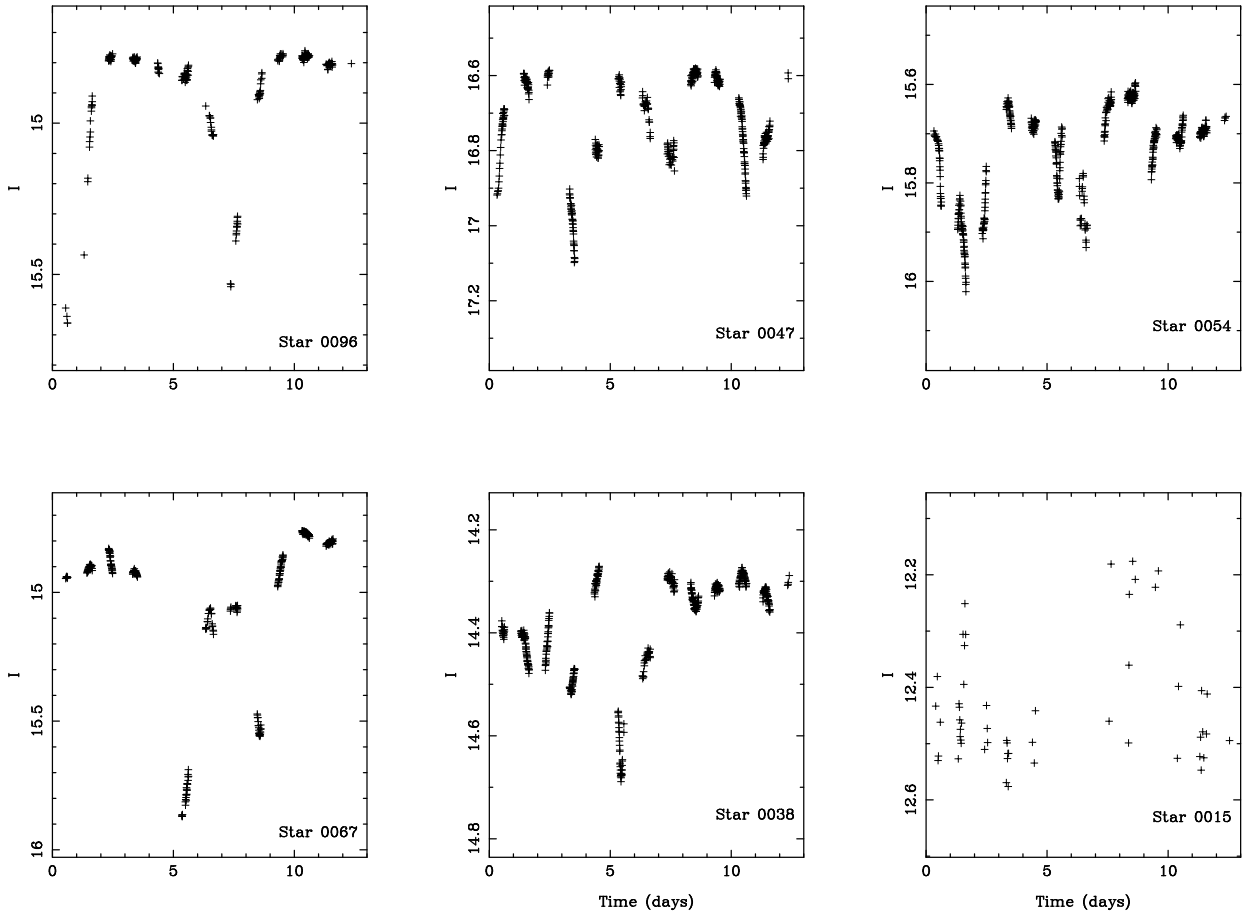 I
15
15.5
0
5
10
Star 0096
I
16.6
16.8
17
17.2
0
5
10
Star 0047
I
15.6
15.8
16
0
5
10
Star 0054
I
15
15.5
16
0
5
10
Star 0067
I
14.2
14.4
14.6
14.8
0
5
10
Star 0038
Time (days)
I
12.2
12.4
12.6
0
5
10
Star 0015
Time (days)